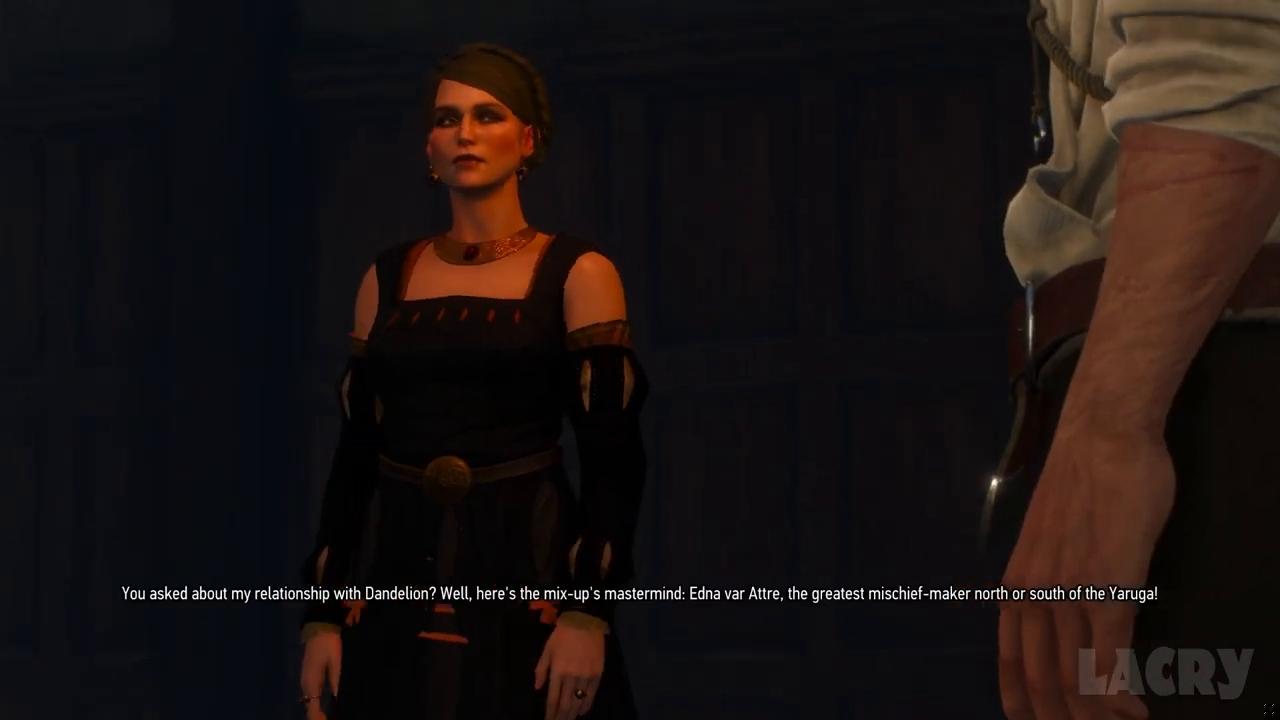 You asked about my relationship with Dandelion? Well, here's the mix-up's mastermind: Edna var Attre, the greatest mischief-maker north or south of the Yaruga!
LACRY